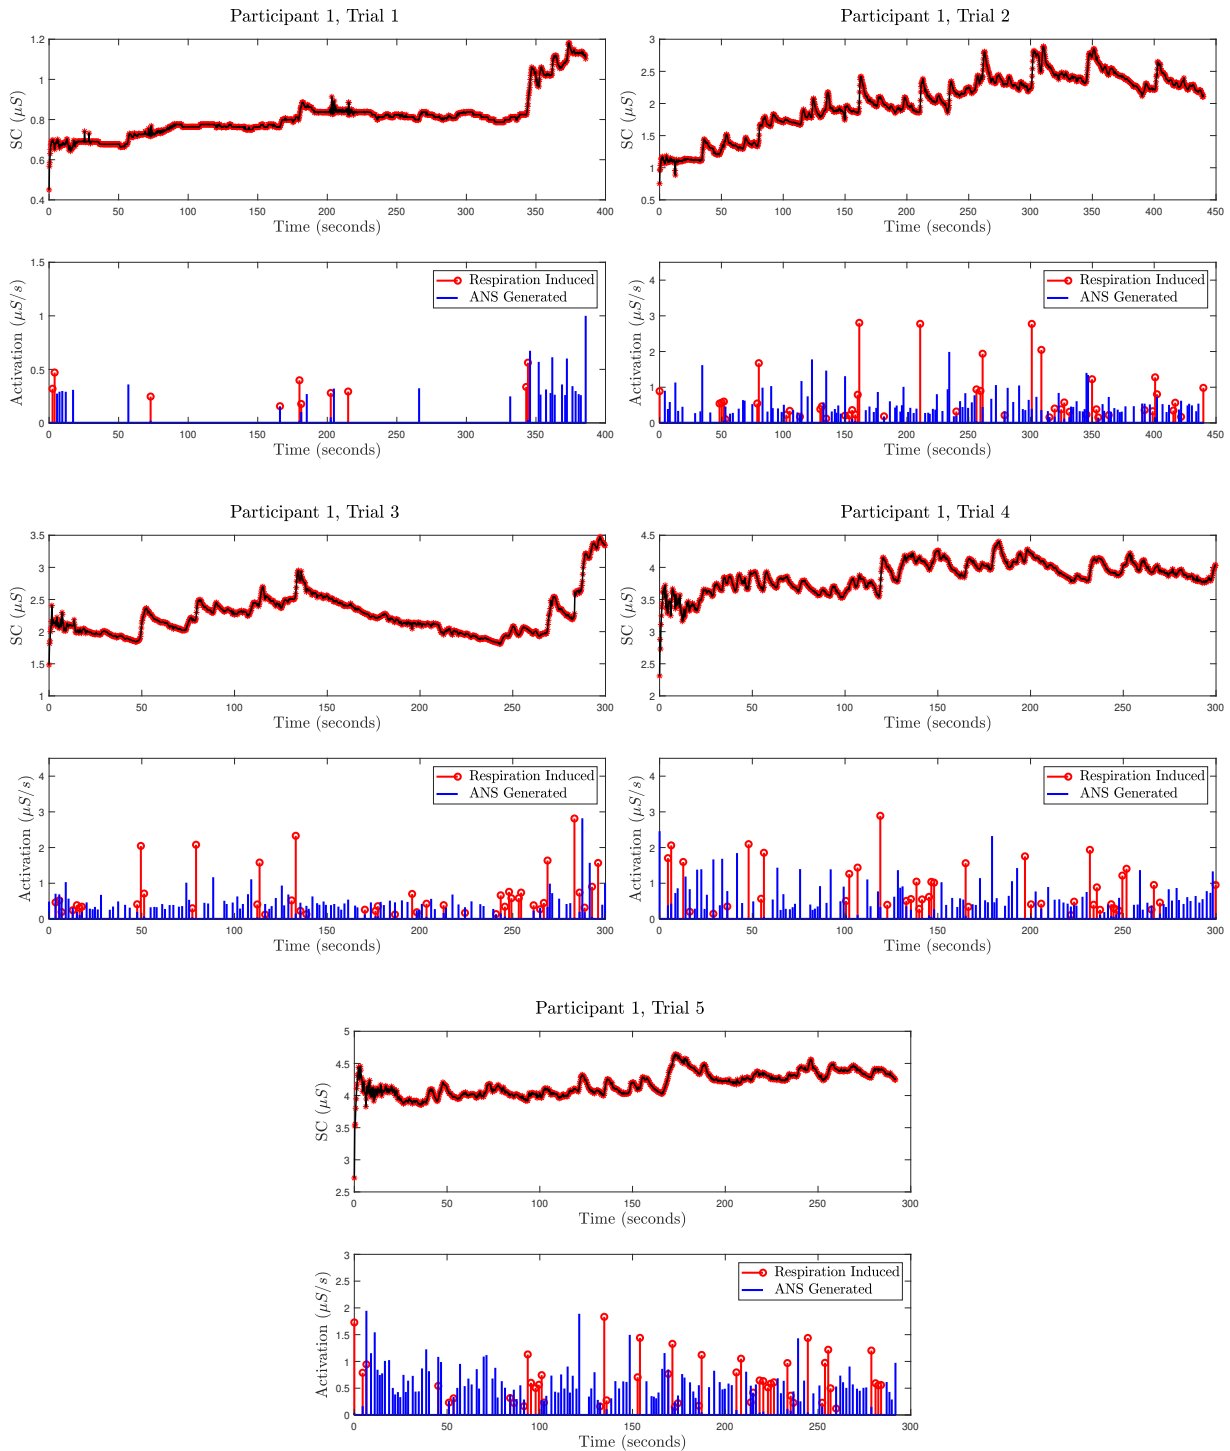 Participant 1, Trial 1
1.2
1
0.8
0.6
0.4
SC (μS)
0 50 100 150 200 250 300 350 400
Time (seconds)
1.5
1
0.5
0
Activation (μS/s)
Respiration Induced
ANS Generated
0 50 100 150 200 250 300 350 400
Time (seconds)
Participant 1, Trial 2
3
2.5
2
1.5
1
0.5
SC (μS)
0 50 100 150 200 250 300 350 400 450
Time (seconds)
4
3
2
1
0
Activation (μS/s)
Respiration Induced
ANS Generated
0 50 100 150 200 250 300 350 400 450
Time (seconds)
Participant 1, Trial 3
3.5
3
2.5
2
1.5
1
SC (μS)
0 50 100 150 200 250 300
Time (seconds)
4
3
2
1
0
Activation (μS/s)
Respiration Induced
ANS Generated
0 50 100 150 200 250 300
Time (seconds)
Participant 1, Trial 4
4.5
4
3.5
3
2.5
2
SC (μS)
0 50 100 150 200 250 300
Time (seconds)
4
3
2
1
0
Activation (μS/s)
Respiration Induced
ANS Generated
0 50 100 150 200 250 300
Time (seconds)
Participant 1, Trial 5
5
4.5
4
3.5
3
2.5
SC (μS)
0 50 100 150 200 250 300
Time (seconds)
3
2.5
2
1.5
1
0.5
0
Activation (μS/s)
Respiration Induced
ANS Generated
0 50 100 150 200 250 300
Time (seconds)